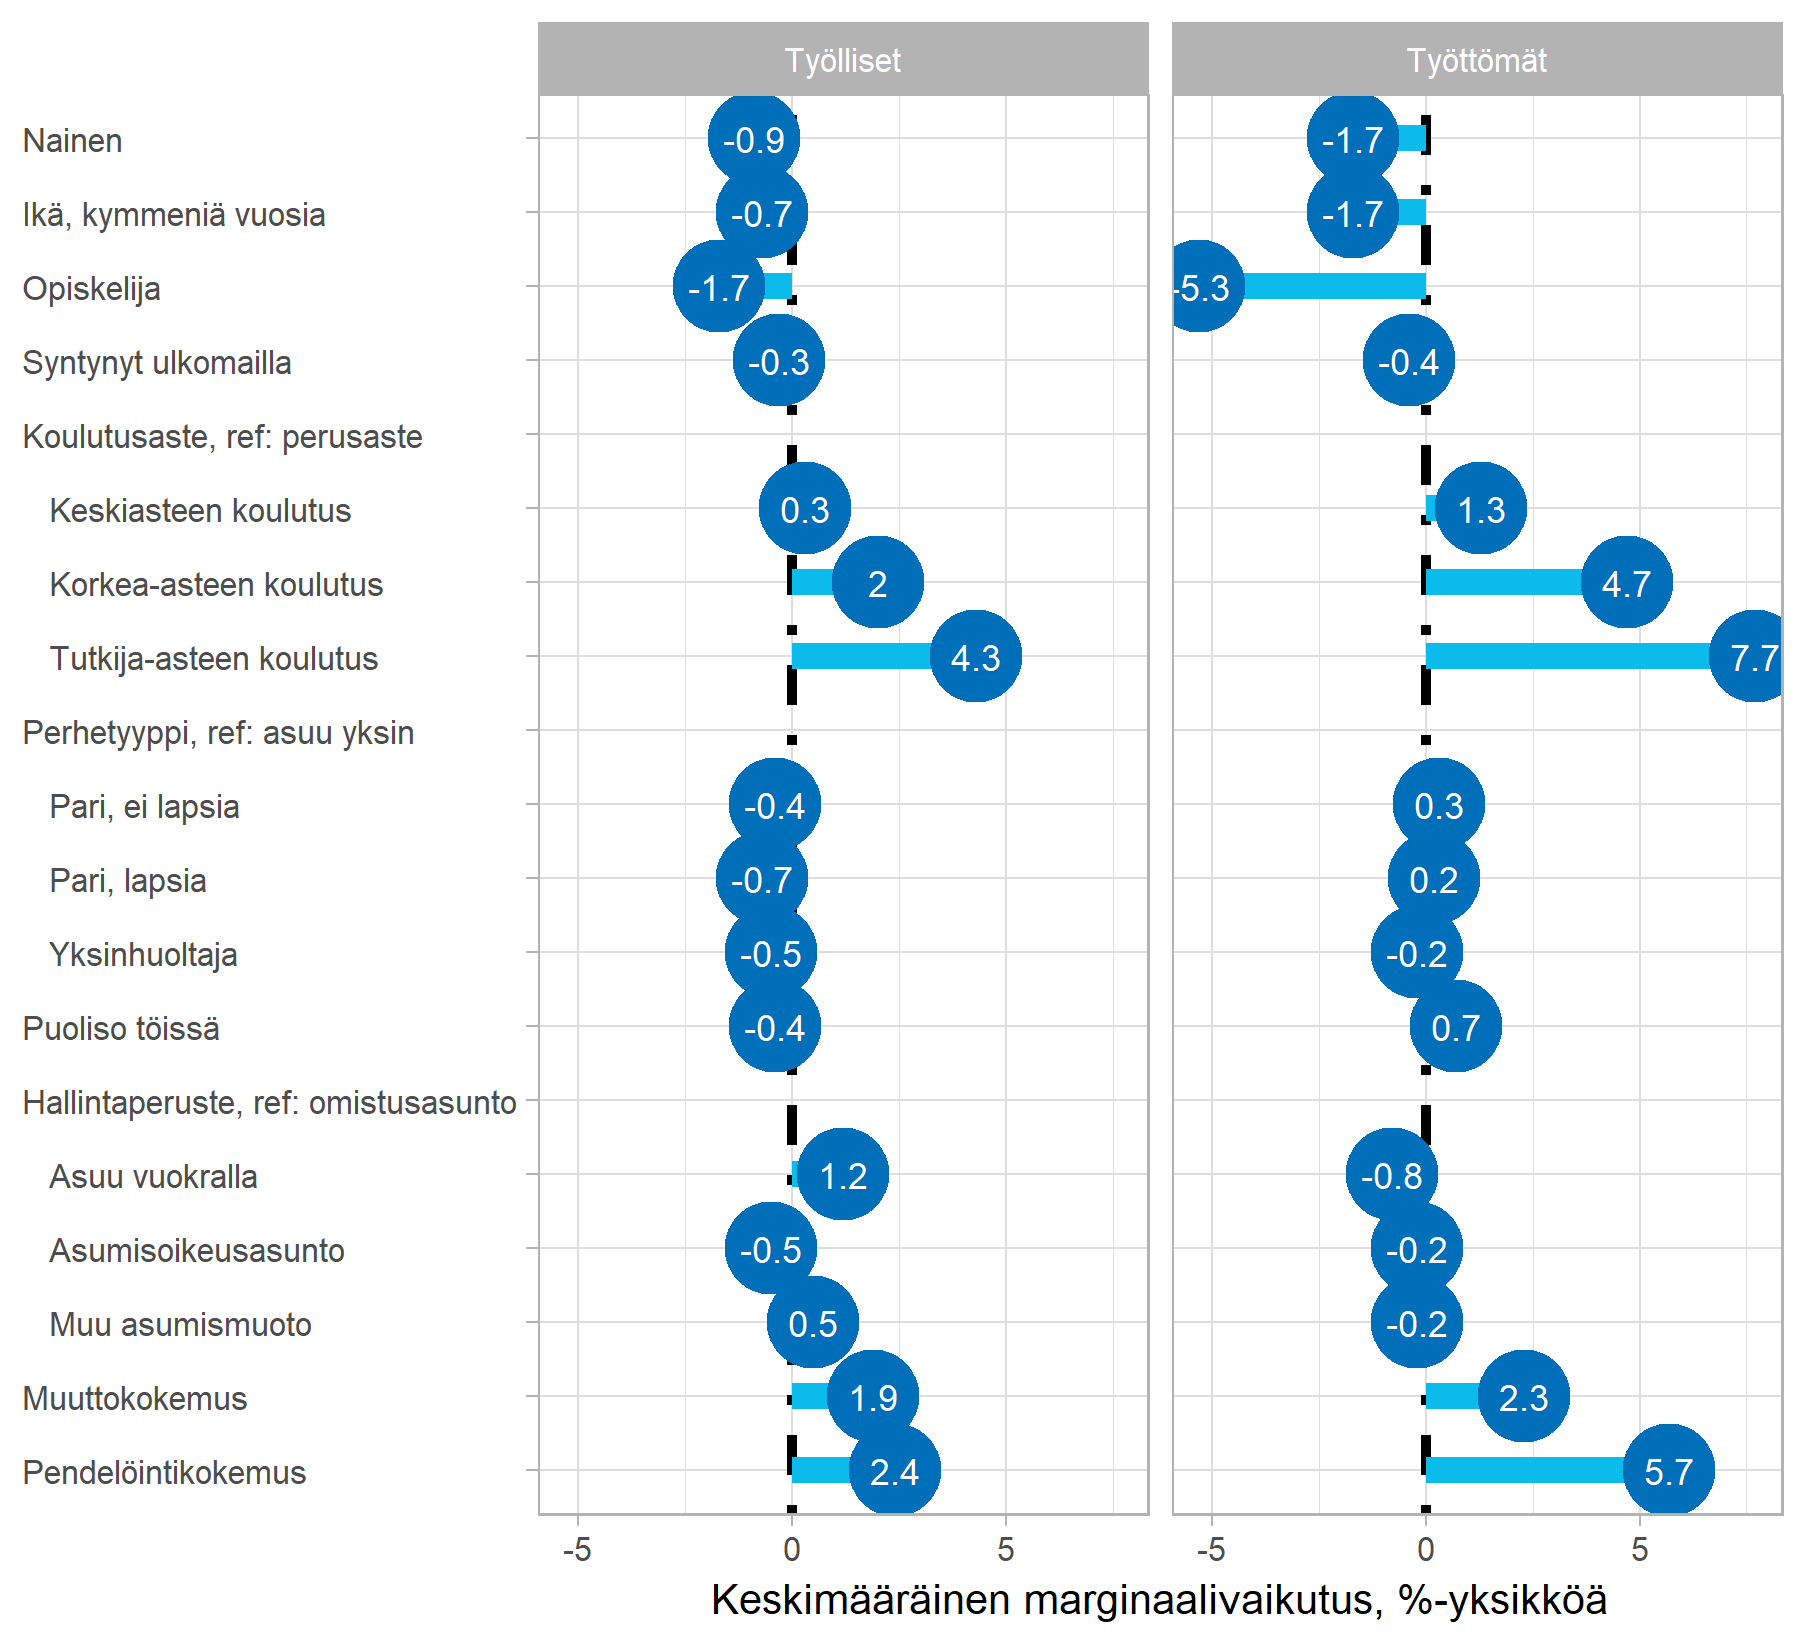 Työlliset Työttömät
Nainen -0.9 -1.7
Ikä, kymmeniä vuosia -0.7 -1.7
Opiskelija -1.7 -5.3
Syntynyt ulkomailla -0.3 -0.4
Koulutusaste, ref: perusaste
Keskiasteen koulutus 0.3 1.3
Korkea-asteen koulutus 2 4.7
Tutkija-asteen koulutus 4.3 7.7
Perhetyyppi, ref: asuu yksin
Pari, ei lapsia -0.4 0.3
Pari, lapsia -0.7 0.2
Yksinhuoltaja -0.5 -0.2
Puoliso töissä -0.4 0.7
Hallintaperuste, ref: omistusasunto
Asuu vuokralla 1.2 -0.8
Asumisoikeusasunto -0.5 -0.2
Muu asumismuoto 0.5 -0.2
Muuttokokemus 1.9 2.3
Pendelöintikokemus 2.4 5.7
-5 0 5 -5 0 5
Keskimääräinen marginaalivaikutus, %-yksikköä